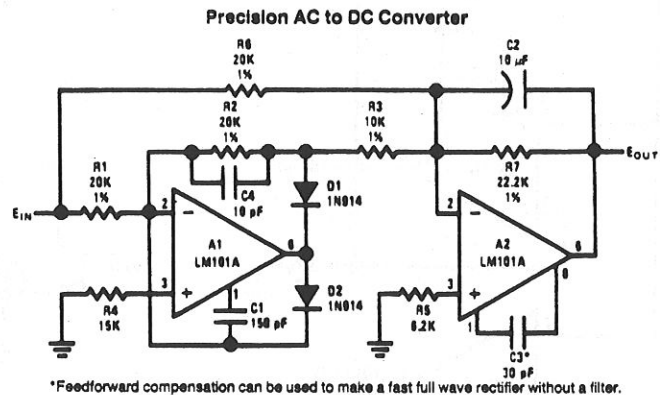 Precision AC to DC Converter
R6
20K
1%
C2
10 µF
R2
20K
1%
R3
10K
1%
R1
20K
1%
C4
10 pF
D1
1N914
R7
22.2K
1%
EOUT
EIN
2
−
A1
LM101A
6
3
+
1
2
−
A2
LM101A
6
8
3
+
1
R4
15K
C1
150 pF
D2
1N914
R5
6.2K
C3*
30 pF
*Feedforward compensation can be used to make a fast full wave rectifier without a filter.